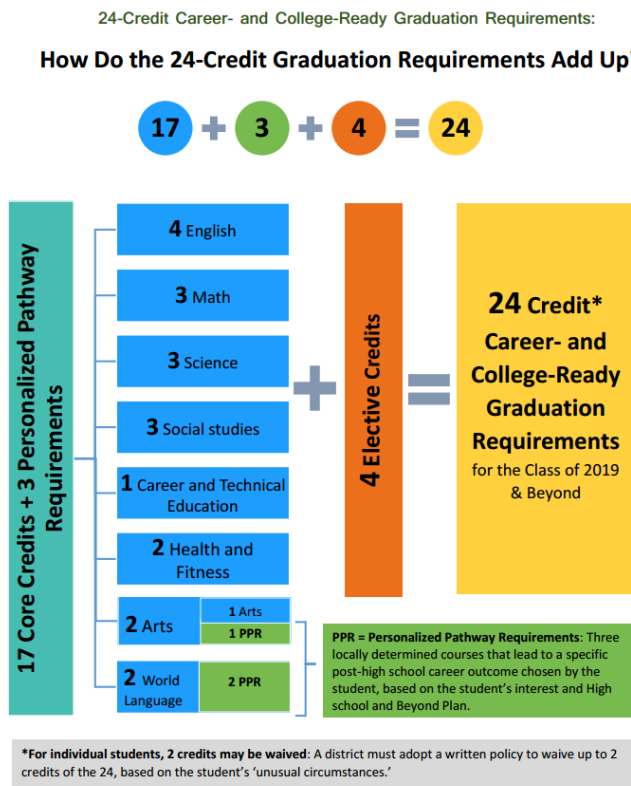 24-Credit Career- and College-Ready Graduation Requirements:
How Do the 24-Credit Graduation Requirements Add Up
17 + 3 + 4 = 24
17 Core Credits + 3 Personalized Pathway
Requirements
4 English
3 Math
3 Science
3 Social studies
1 Career and Technical
Education
2 Health and
Fitness
2 Arts
1 Arts
1 PPR
2 World
Language
2 PPR
+
4 Elective Credits
=
24 Credit*
Career- and
College-Ready
Graduation
Requirements
for the Class of 2019
& Beyond
PPR = Personalized Pathway Requirements: Three
locally determined courses that lead to a specific
post-high school career outcome chosen by the
student, based on the student’s interest and High
school and Beyond Plan.
*For individual students, 2 credits may be waived: A district must adopt a written policy to waive up to 2
credits of the 24, based on the student’s ‘unusual circumstances.’